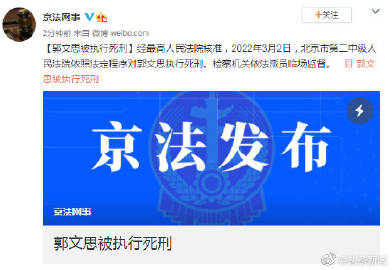 京法网事
+关注
2分钟前 来自 微博 weibo.com
【郭文思被执行死刑】经最高人民法院核准，2022年3月2日，北京市第二中级人
民法院依照法定程序对郭文思执行死刑。检察机关依法派员临场监督。 郭文
思被执行死刑
京法发布
京法网事
郭文思被执行死刑